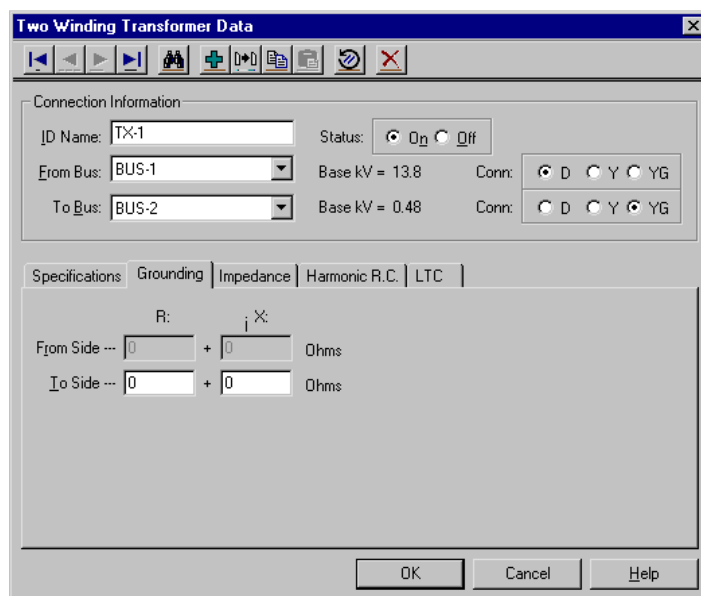 Two Winding Transformer Data
Connection Information
ID Name: TX-1 Status: On Off
From Bus: BUS-1 Base kV = 13.8 Conn: D Y YG
To Bus: BUS-2 Base kV = 0.48 Conn: D Y YG
Specifications Grounding Impedance Harmonic R.C. LTC
R: j X:
From Side --- 0 + 0 Ohms
To Side --- 0 + 0 Ohms
OK Cancel Help